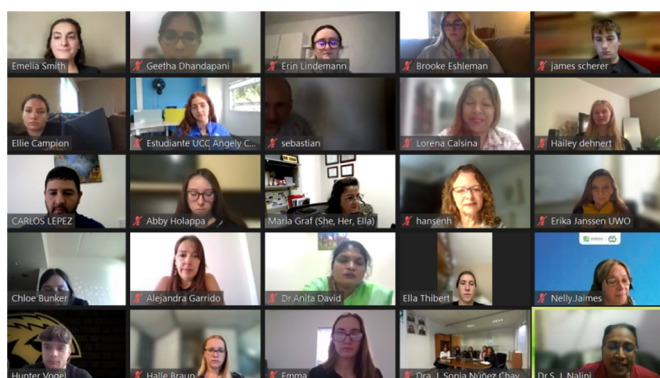 Emelia Smith
Geetha Dhandapani
Erin Lindemann
Brooke Eshleman
james scherer
Ellie Campion
Estudiante UCC Angely C...
sebastian
Lorena Calsina
Hailey dehnert
CARLOS LEPEZ
Abby Holappa
Maria Graf (She, Her, Ella)
hansenh
Erika Janssen UWO
Chloe Bunker
Alejandra Garrido
Dr.Anita David
Ella Thibert
Nelly Jaimes
Hunter Vogel
Halle Braun
Emma
Dra. J. Sonia Núñez Chav
Dr.S. J. Nalini